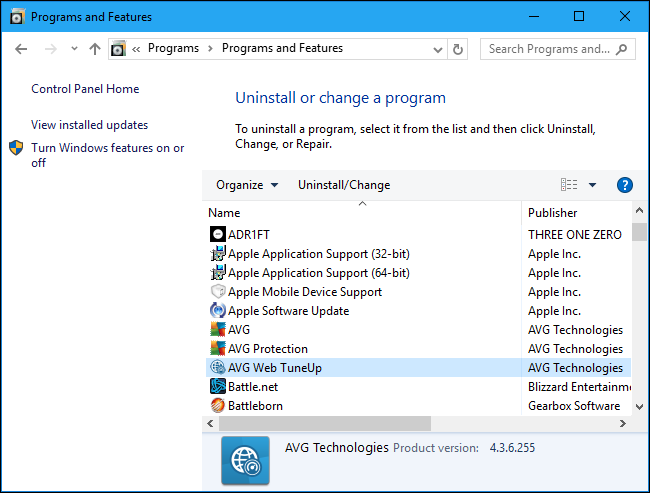 Programs and Features
« Programs > Programs and Features
Search Programs and...
Control Panel Home
View installed updates
Turn Windows features on or
off
Uninstall or change a program
To uninstall a program, select it from the list and then click Uninstall,
Change, or Repair.
Organize Uninstall/Change ?
Name Publisher
ADR1FT THREE ONE ZERO
Apple Application Support (32-bit) Apple Inc.
Apple Application Support (64-bit) Apple Inc.
Apple Mobile Device Support Apple Inc.
Apple Software Update Apple Inc.
AVG AVG Technologies
AVG Protection AVG Technologies
AVG Web TuneUp AVG Technologies
Battle.net Blizzard Entertainm
Battleborn Gearbox Software
AVG Technologies Product version: 4.3.6.255